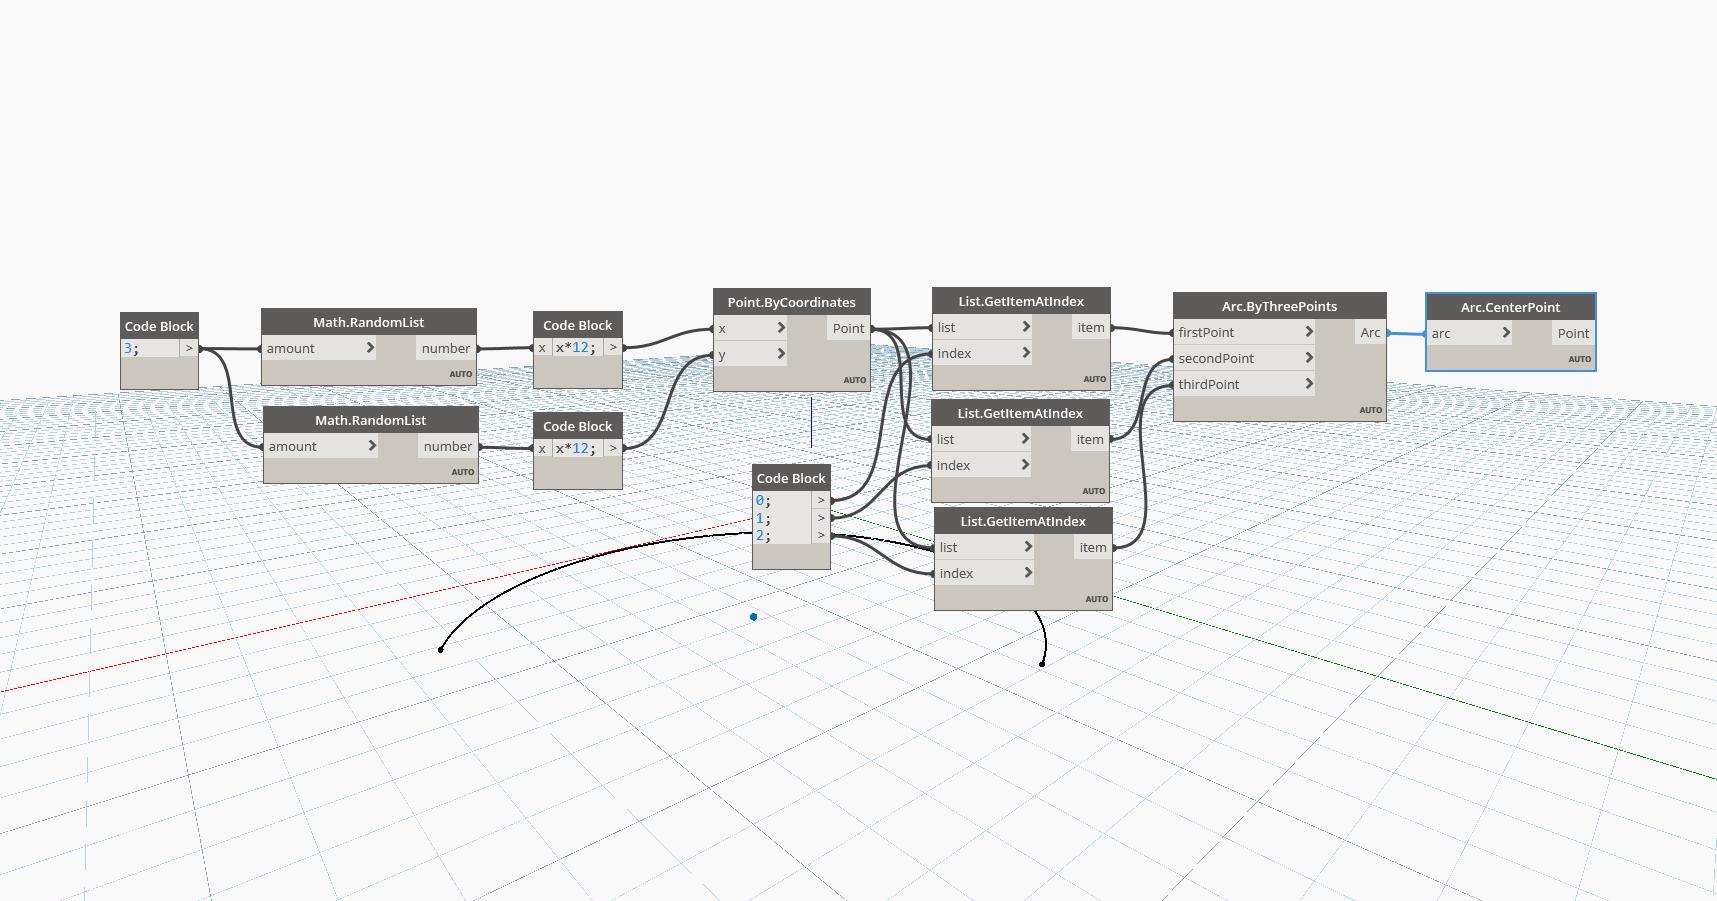 Code Block
3; >
Math.RandomList
amount > number
AUTO
Math.RandomList
amount > number
AUTO
Code Block
x x*12; >
Code Block
x x*12; >
Point.ByCoordinates
x > Point
y >
AUTO
Code Block
0; >
1; >
2; >
List.GetItemAtIndex
list > item
index >
AUTO
List.GetItemAtIndex
list > item
index >
AUTO
List.GetItemAtIndex
list > item
index >
AUTO
Arc.ByThreePoints
firstPoint > Arc
secondPoint >
thirdPoint >
AUTO
Arc.CenterPoint
arc > Point
AUTO